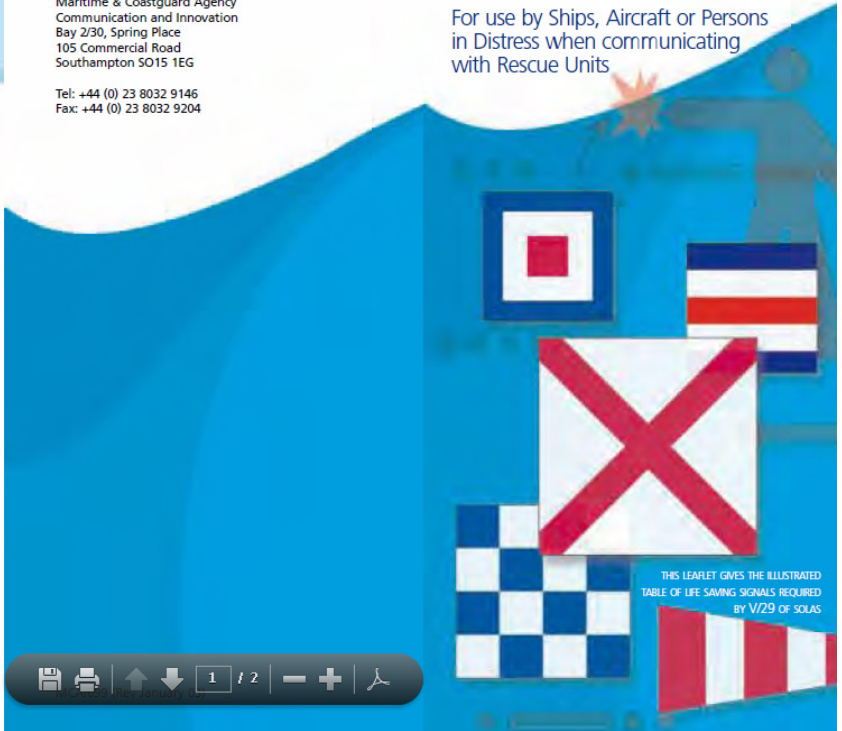 Maritime & Coastguard Agency
Communication and Innovation
Bay 2/30, Spring Place
105 Commercial Road
Southampton SO15 1EG
Tel: +44 (0) 23 8032 9146
Fax: +44 (0) 23 8032 9204
For use by Ships, Aircraft or Persons
in Distress when communicating
with Rescue Units
THIS LEAFLET GIVES THE ILLUSTRATED
TABLE OF LIFE SAVING SIGNALS REQUIRED
BY V/29 OF SOLAS
1 / 2
(Rev January